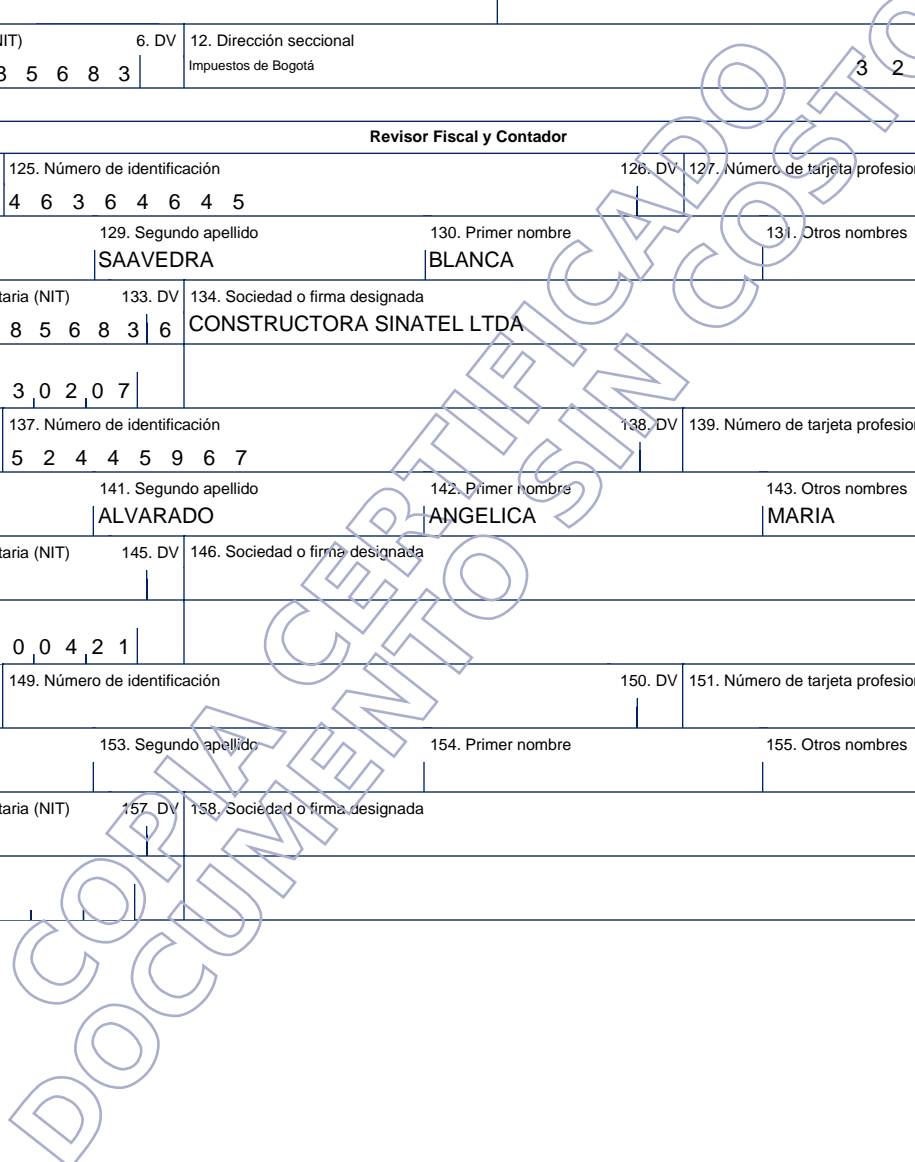 IIT) 6. DV 12. Dirección seccional
3 5 6 8 3 Impuestos de Bogotá 3 2
Revisor Fiscal y Contador
125. Número de identificación 126. DV 127. Número de tarjeta profesion
4 6 3 6 4 6 4 5
129. Segundo apellido 130. Primer nombre 131. Otros nombres
SAAVEDRA BLANCA
taria (NIT) 133. DV 134. Sociedad o firma designada
8 5 6 8 3 6 CONSTRUCTORA SINATEL LTDA
3 0 2 0 7
137. Número de identificación 138. DV 139. Número de tarjeta profesion
5 2 4 4 5 9 6 7
141. Segundo apellido 142. Primer nombre 143. Otros nombres
ALVARADO ANGELICA MARIA
taria (NIT) 145. DV 146. Sociedad o firma designada
0 0 4 2 1
149. Número de identificación 150. DV 151. Número de tarjeta profesion
153. Segundo apellido 154. Primer nombre 155. Otros nombres
taria (NIT) 157. DV 158. Sociedad o firma designada
COPIA CERTIFICADO
DOCUMENTO SIN COSTO